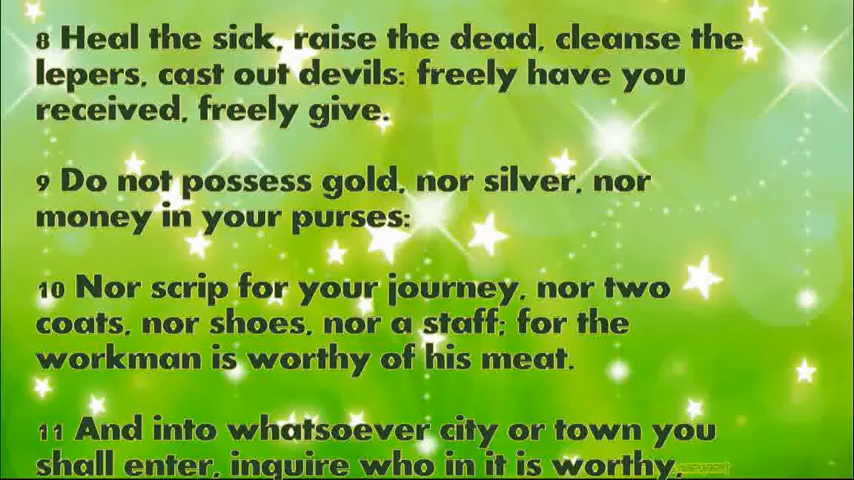 8 Heal the sick, raise the dead, cleanse the
lepers, cast out devils: freely have you
received, freely give.
9 Do not possess gold, nor silver, nor
money in your purses:
10 Nor scrip for your journey, nor two
coats, nor shoes, nor a staff; for the
workman is worthy of his meat.
11 And into whatsoever city or town you
shall enter, inquire who in it is worthy,